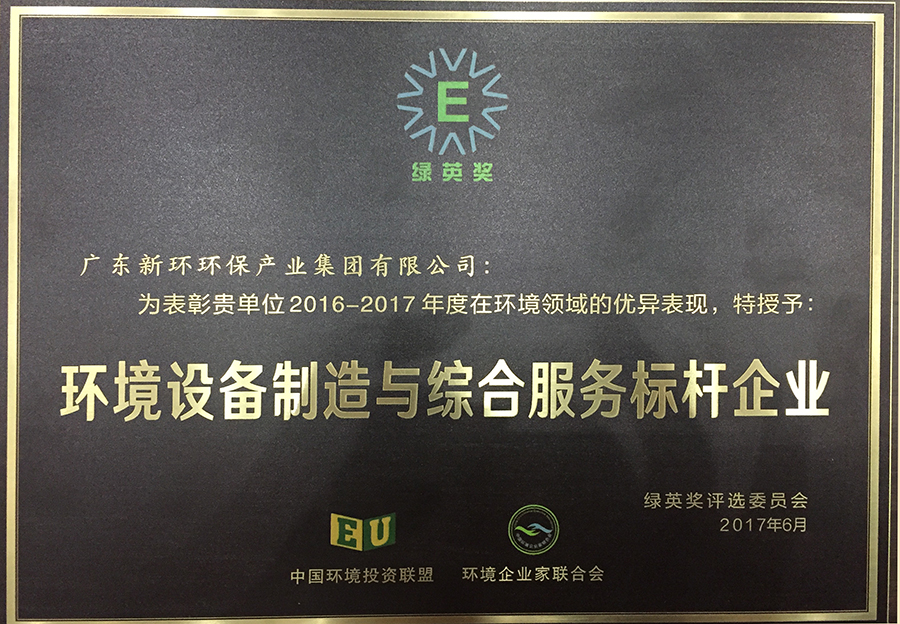 E
绿英奖
广东新环环保产业集团有限公司：
为表彰贵单位2016-2017年度在环境领域的优异表现，特授予：
环境设备制造与综合服务标杆企业
绿英奖评选委员会
2017年6月
EU
中国环境投资联盟
环境企业家联合会